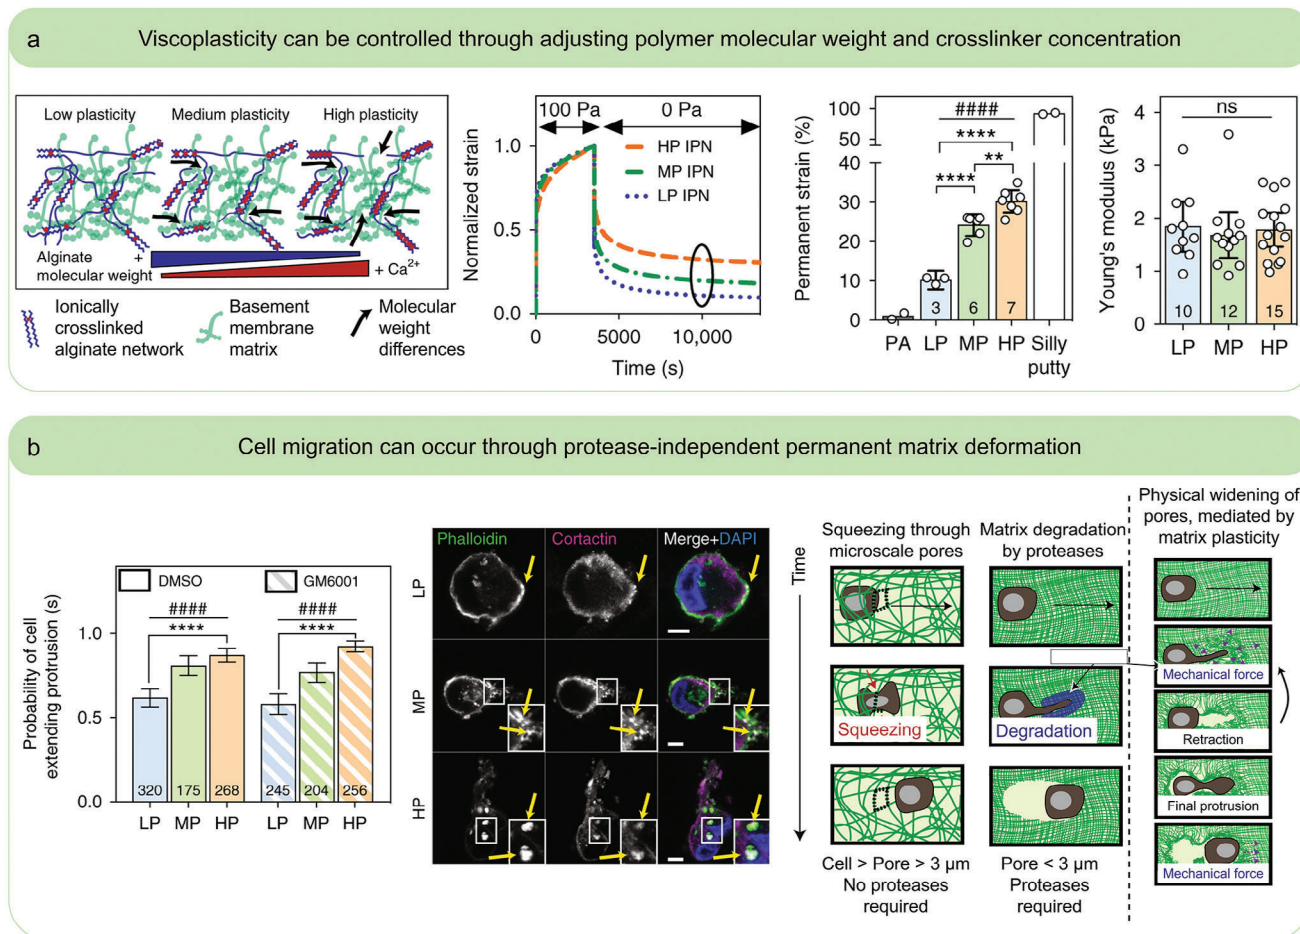 a
Viscoplasticity can be controlled through adjusting polymer molecular weight and crosslinker concentration
Low plasticity
Medium plasticity
High plasticity
Alginate
molecular weight
+
+ Ca²⁺
Ionically
crosslinked
alginate network
Basement
membrane
matrix
Molecular
weight
differences
100 Pa
0 Pa
Normalized strain
1.0
0.5
0.0
HP IPN
MP IPN
LP IPN
0
5000
10,000
Time (s)
Permanent strain (%)
100
50
40
30
20
10
0
####
****
**
****
3
6
7
PA
LP
MP
HP
Silly
putty
Young's modulus (kPa)
4
3
2
1
0
ns
10
12
15
LP
MP
HP
b
Cell migration can occur through protease-independent permanent matrix deformation
DMSO
GM6001
Probability of cell
extending protrusion (s)
1.0
0.5
0.0
####
****
####
****
320
175
268
245
204
256
LP
MP
HP
LP
MP
HP
Phalloidin
Cortactin
Merge+DAPI
LP
MP
HP
Time
Squeezing through
microscale pores
Squeezing
Cell > Pore > 3 µm
No proteases
required
Matrix degradation
by proteases
Degradation
Pore < 3 µm
Proteases
required
Physical widening of
pores, mediated by
matrix plasticity
Mechanical force
Retraction
Final protrusion
Mechanical force